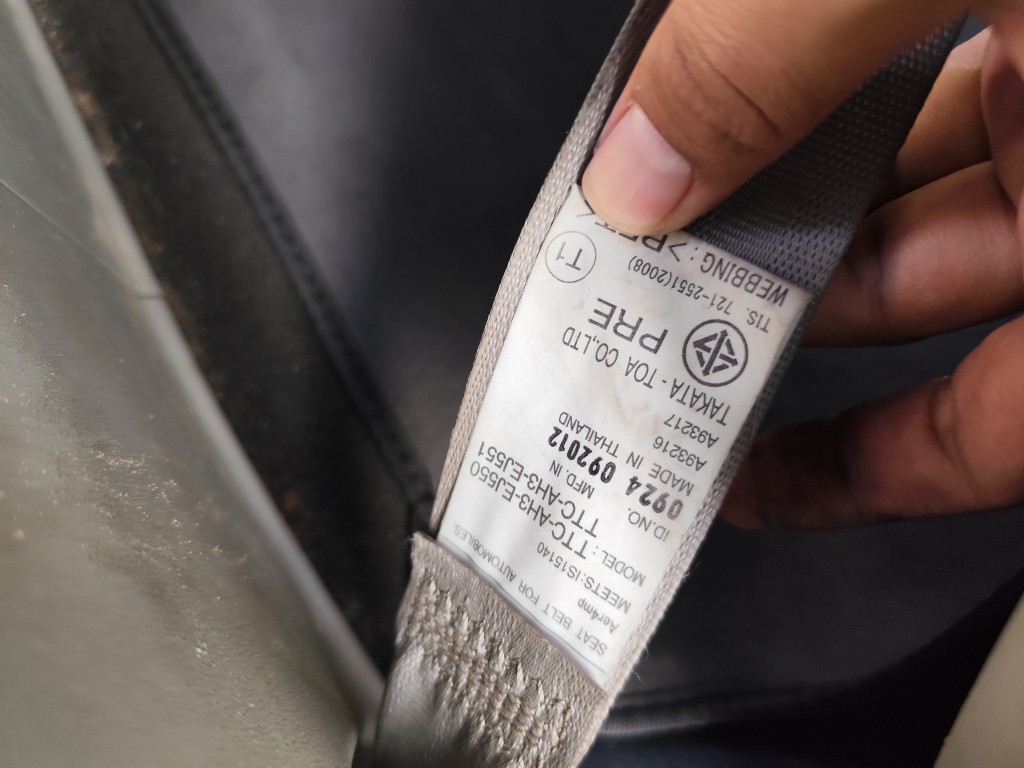 SEAT BELT FOR AUTOMOBILES
Aer4mp
MEETS:IS15140
MODEL : TTC-AH3-EJ550
TTC-AH3-EJ551
ID.NO. MFD. IN
0924 092012
MADE IN THAILAND
A93216
A93217
TAKATA - TOA CO.,LTD
PRE
TIS. 721-2551(2008)
T1
WEBBING : >